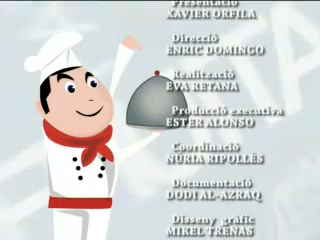 Presentació
XAVIER ORFILA
Direcció
ENRIC DOMINGO
Realització
EVA RETANA
Producció executiva
ESTER ALONSO
Coordinació
NÚRIA RIPOLLÈS
Documentació
DODI AL-AZRAQ
Disseny gràfic
MIKEL TRENAS